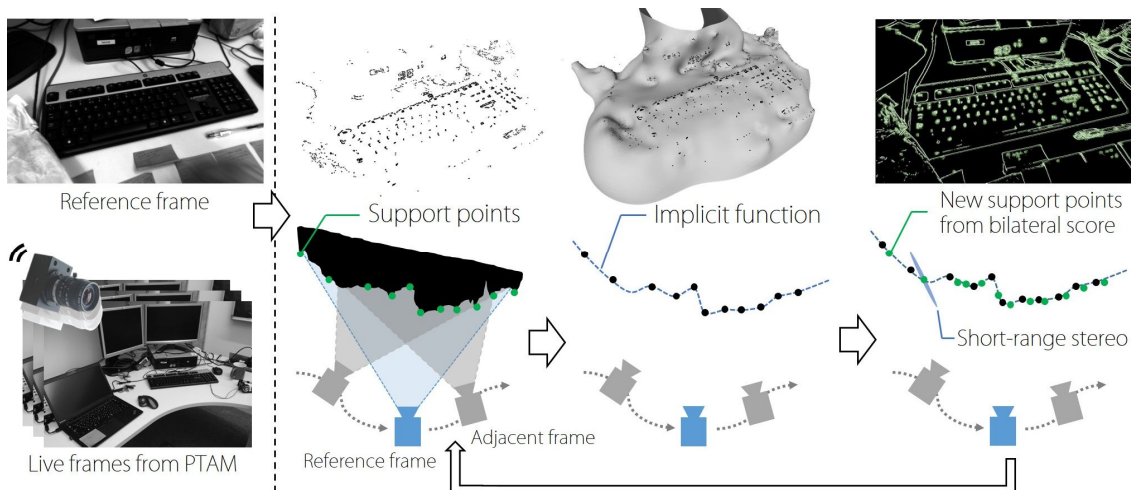 Reference frame
Live frames from PTAM
Support points
Reference frame
Adjacent frame
Implicit function
New support points
from bilateral score
Short-range stereo